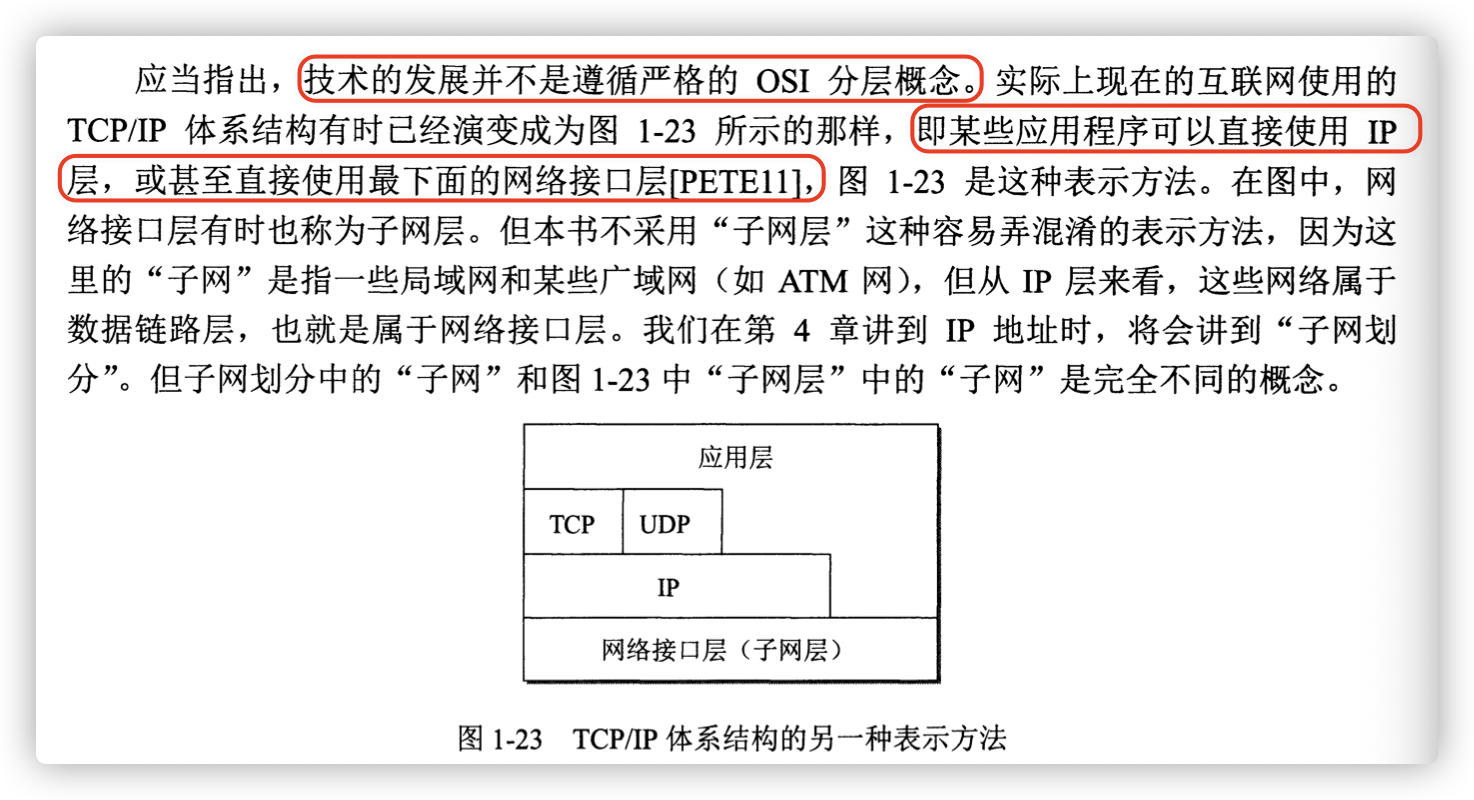 应当指出，技术的发展并不是遵循严格的 OSI 分层概念。实际上现在的互联网使用的
TCP/IP 体系结构有时已经演变成为图 1-23 所示的那样，即某些应用程序可以直接使用 IP
层，或甚至直接使用最下面的网络接口层[PETE11]，图 1-23 是这种表示方法。在图中，网
络接口层有时也称为子网层。但本书不采用“子网层”这种容易弄混淆的表示方法，因为这
里的“子网”是指一些局域网和某些广域网（如 ATM 网），但从 IP 层来看，这些网络属于
数据链路层，也就是属于网络接口层。我们在第 4 章讲到 IP 地址时，将会讲到“子网划
分”。但子网划分中的“子网”和图 1-23 中“子网层”中的“子网”是完全不同的概念。
应用层
TCP UDP
IP
网络接口层（子网层）
图 1-23 TCP/IP 体系结构的另一种表示方法